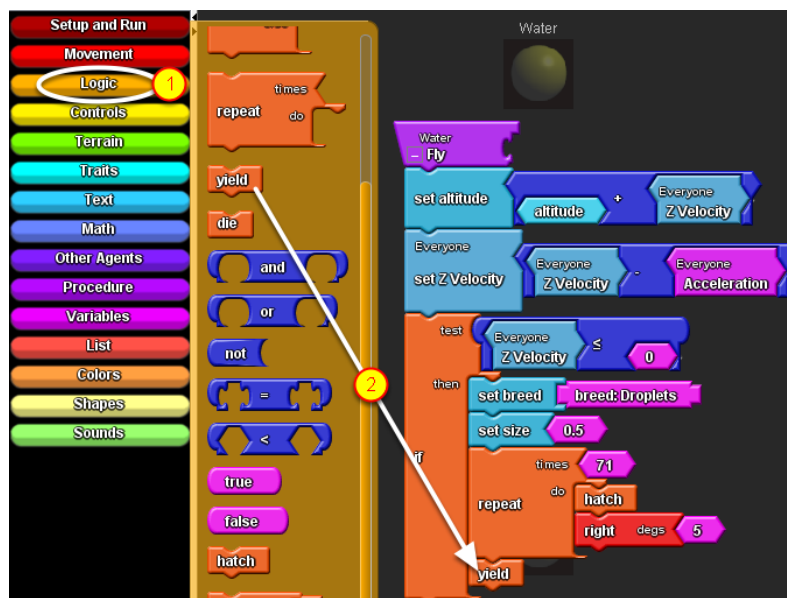 Setup and Run
Movement
Logic
1
Controls
Terrain
Traits
Text
Math
Other Agents
Procedure
Variables
List
Colors
Shapes
Sounds
times
repeat
do
yield
die
and
or
not
=
<
true
false
hatch
2
Water
Water
– Fly
set altitude
altitude
+
Everyone
Z Velocity
Everyone
set Z Velocity
Everyone
Z Velocity
-
Everyone
Acceleration
test
Everyone
Z Velocity
≤
0
then
set breed
breed: Droplets
set size
0.5
if
times
71
repeat
do
hatch
right
degs
5
yield